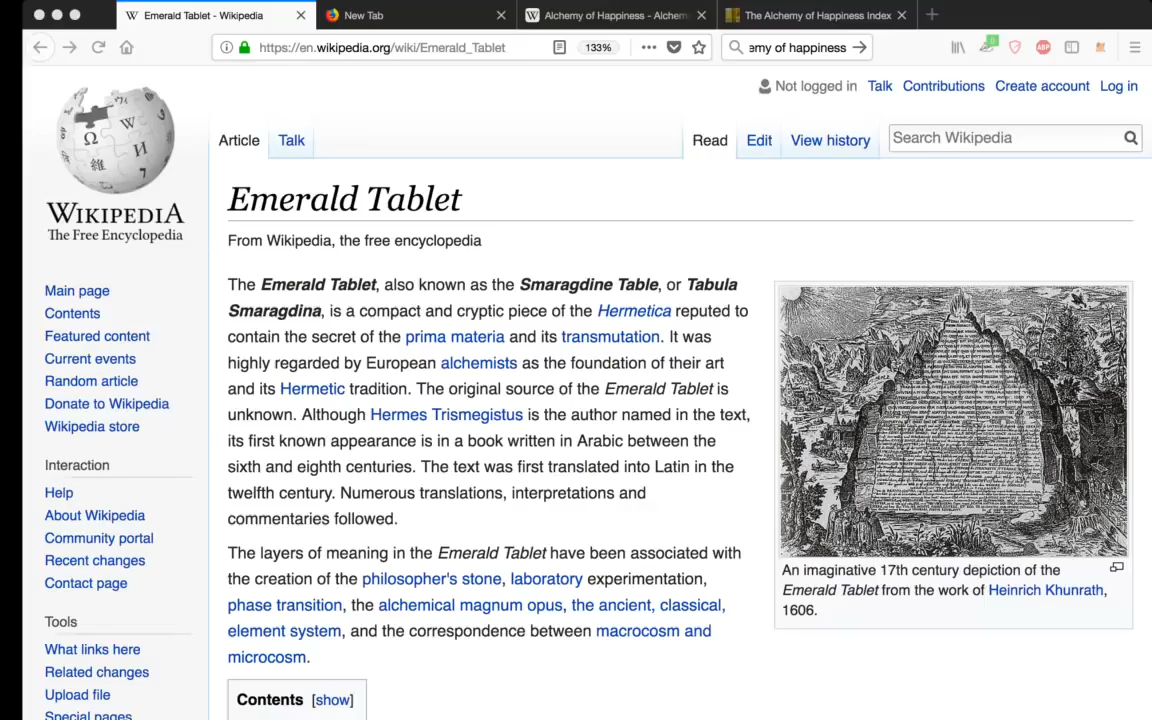 Emerald Tablet - Wikipedia
New Tab
Alchemy of Happiness - Alchem
The Alchemy of Happiness Index
https://en.wikipedia.org/wiki/Emerald_Tablet
133%
emy of happiness
ABP
Not logged in Talk Contributions Create account Log in
Article Talk
Read Edit View history
Search Wikipedia
WIKIPEDIA
The Free Encyclopedia
Main page
Contents
Featured content
Current events
Random article
Donate to Wikipedia
Wikipedia store
Interaction
Help
About Wikipedia
Community portal
Recent changes
Contact page
Tools
What links here
Related changes
Upload file
Special pages
Emerald Tablet
From Wikipedia, the free encyclopedia
The Emerald Tablet, also known as the Smaragdine Table, or Tabula
Smaragdina, is a compact and cryptic piece of the Hermetica reputed to
contain the secret of the prima materia and its transmutation. It was
highly regarded by European alchemists as the foundation of their art
and its Hermetic tradition. The original source of the Emerald Tablet is
unknown. Although Hermes Trismegistus is the author named in the text,
its first known appearance is in a book written in Arabic between the
sixth and eighth centuries. The text was first translated into Latin in the
twelfth century. Numerous translations, interpretations and
commentaries followed.
The layers of meaning in the Emerald Tablet have been associated with
the creation of the philosopher's stone, laboratory experimentation,
phase transition, the alchemical magnum opus, the ancient, classical,
element system, and the correspondence between macrocosm and
microcosm.
Contents [show]
An imaginative 17th century depiction of the
Emerald Tablet from the work of Heinrich Khunrath,
1606.